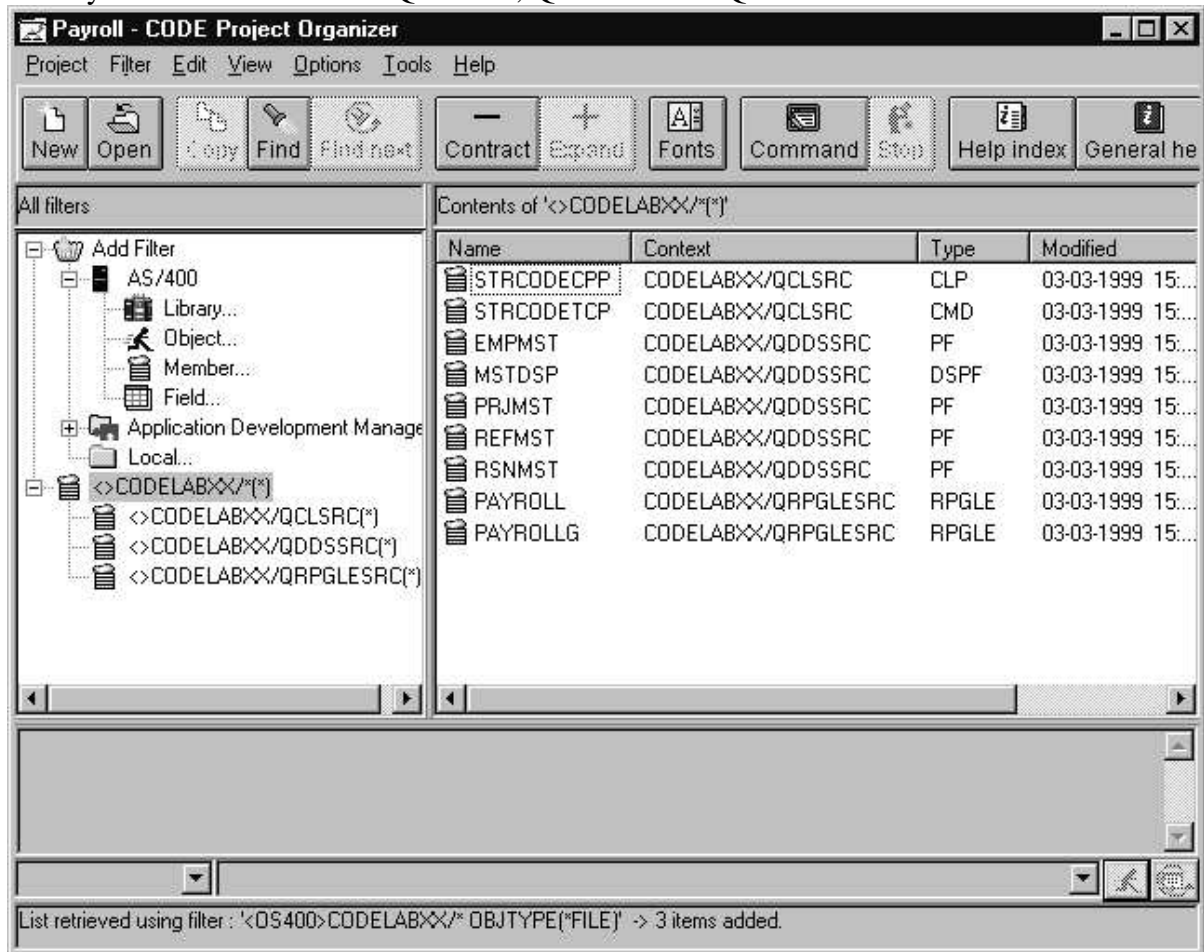 Payroll - CODE Project Organizer
Project Filter Edit View Options Tools Help
New Open Copy Find Find next Contract Expand Fonts Command Stop Help index General he
All filters
Contents of '<>CODELABXX/*(*)'
Add Filter
AS/400
Library...
Object...
Member...
Field...
Application Development Manage
Local...
<>CODELABXX/*(*)
<>CODELABXX/QCLSRC(*)
<>CODELABXX/QDDSSRC(*)
<>CODELABXX/QRPGLESRC(*)
Name Context Type Modified
STRCODECPP CODELABXX/QCLSRC CLP 03-03-1999 15:...
STRCODETCP CODELABXX/QCLSRC CMD 03-03-1999 15:...
EMPMST CODELABXX/QDDSSRC PF 03-03-1999 15:...
MSTDSP CODELABXX/QDDSSRC DSPF 03-03-1999 15:...
PRJMST CODELABXX/QDDSSRC PF 03-03-1999 15:...
REFMST CODELABXX/QDDSSRC PF 03-03-1999 15:...
RSNMST CODELABXX/QDDSSRC PF 03-03-1999 15:...
PAYROLL CODELABXX/QRPGLESRC RPGLE 03-03-1999 15:...
PAYROLLG CODELABXX/QRPGLESRC RPGLE 03-03-1999 15:...
List retrieved using filter : '<OS400>CODELABXX/* OBJTYPE(*FILE)' -> 3 items added.